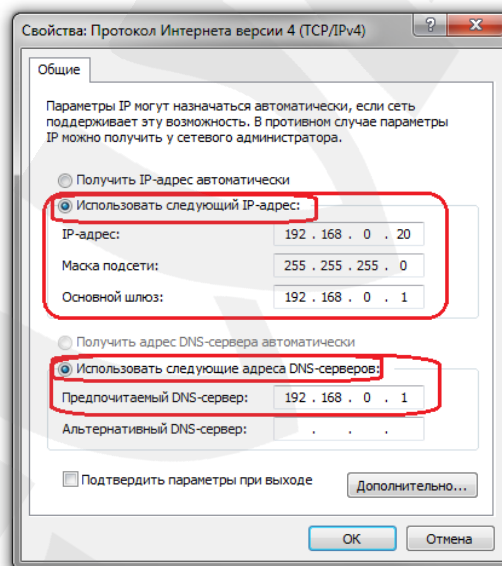 Свойства: Протокол Интернета версии 4 (TCP/IPv4)
Общие
Параметры IP могут назначаться автоматически, если сеть
поддерживает эту возможность. В противном случае параметры
IP можно получить у сетевого администратора.
Получить IP-адрес автоматически
Использовать следующий IP-адрес:
IP-адрес: 192 . 168 . 0 . 20
Маска подсети: 255 . 255 . 255 . 0
Основной шлюз: 192 . 168 . 0 . 1
Получить адрес DNS-сервера автоматически
Использовать следующие адреса DNS-серверов:
Предпочитаемый DNS-сервер: 192 . 168 . 0 . 1
Альтернативный DNS-сервер: . . .
Подтвердить параметры при выходе
Дополнительно...
OK Отмена